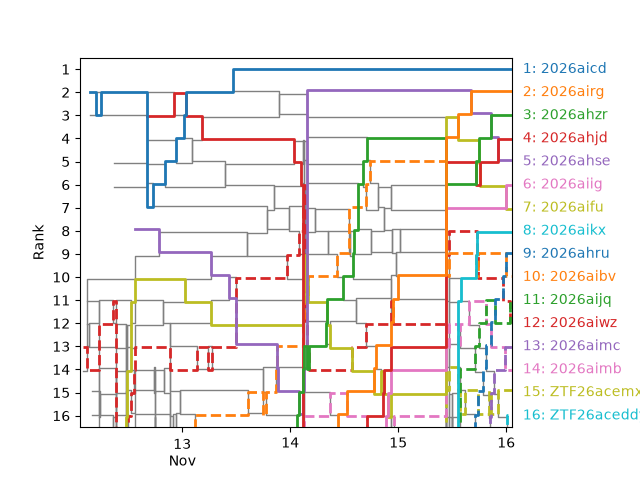 Rank
1
2
3
4
5
6
7
8
9
10
11
12
13
14
15
16
13
14
15
16
Nov
1: 2026aicd
2: 2026airg
3: 2026ahzr
4: 2026ahjd
5: 2026ahse
6: 2026aiig
7: 2026aifu
8: 2026aikx
9: 2026ahru
10: 2026aibv
11: 2026aijq
12: 2026aiwz
13: 2026aimc
14: 2026aimb
15: ZTF26acemx
16: ZTF26acedd